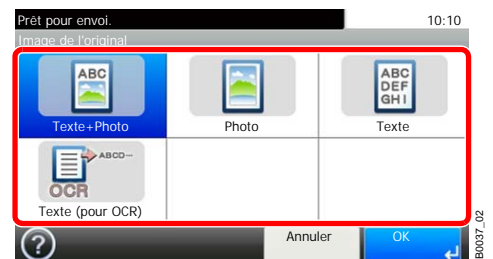 Prêt pour envoi. 10:10
Image de l'original
ABC
ABC
DEF
GHI
Texte+Photo Photo Texte
ABCD
OCR
Texte (pour OCR)
? Annuler OK
B0037_02